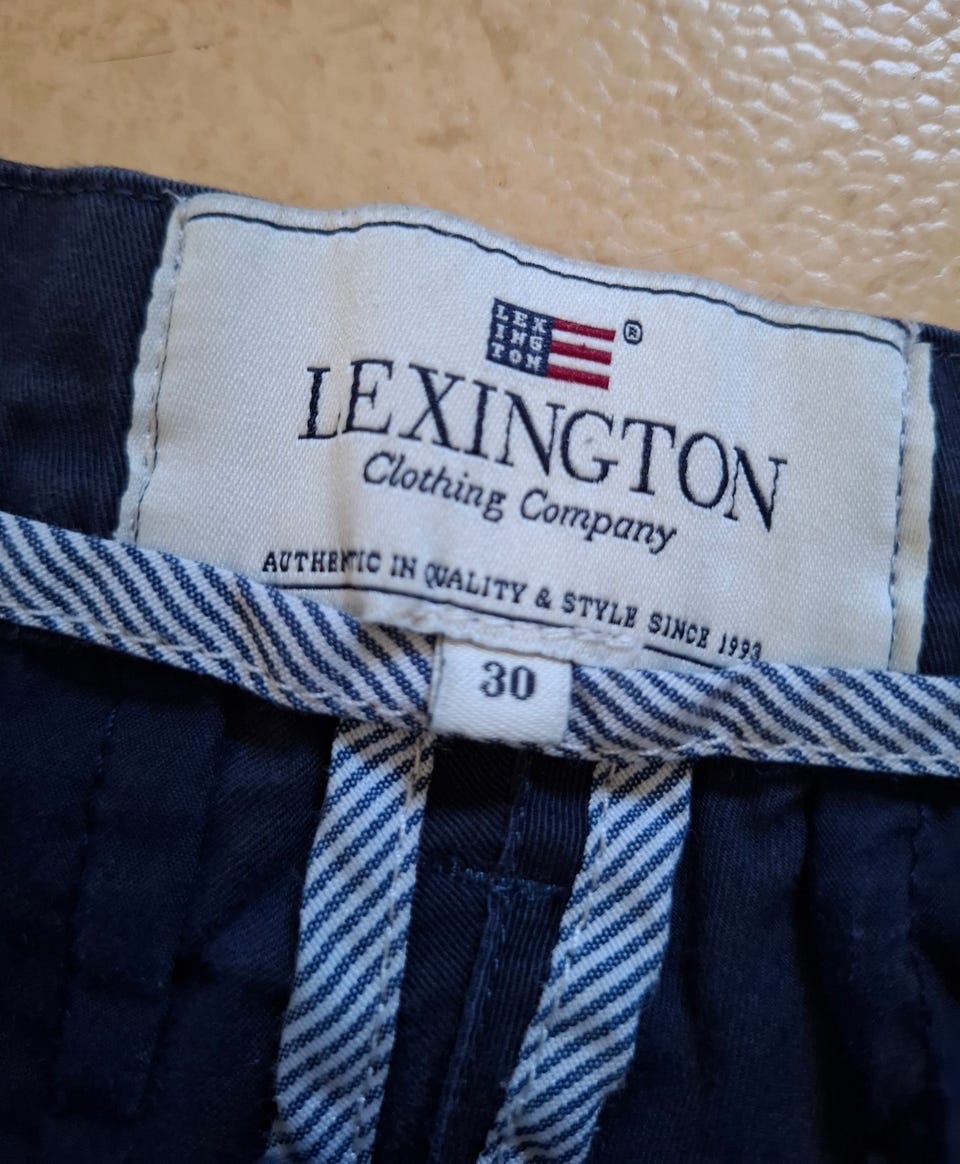 LEX
ING
TON
®
LEXINGTON
Clothing Company
AUTHENTIC IN QUALITY & STYLE SINCE 1993
30